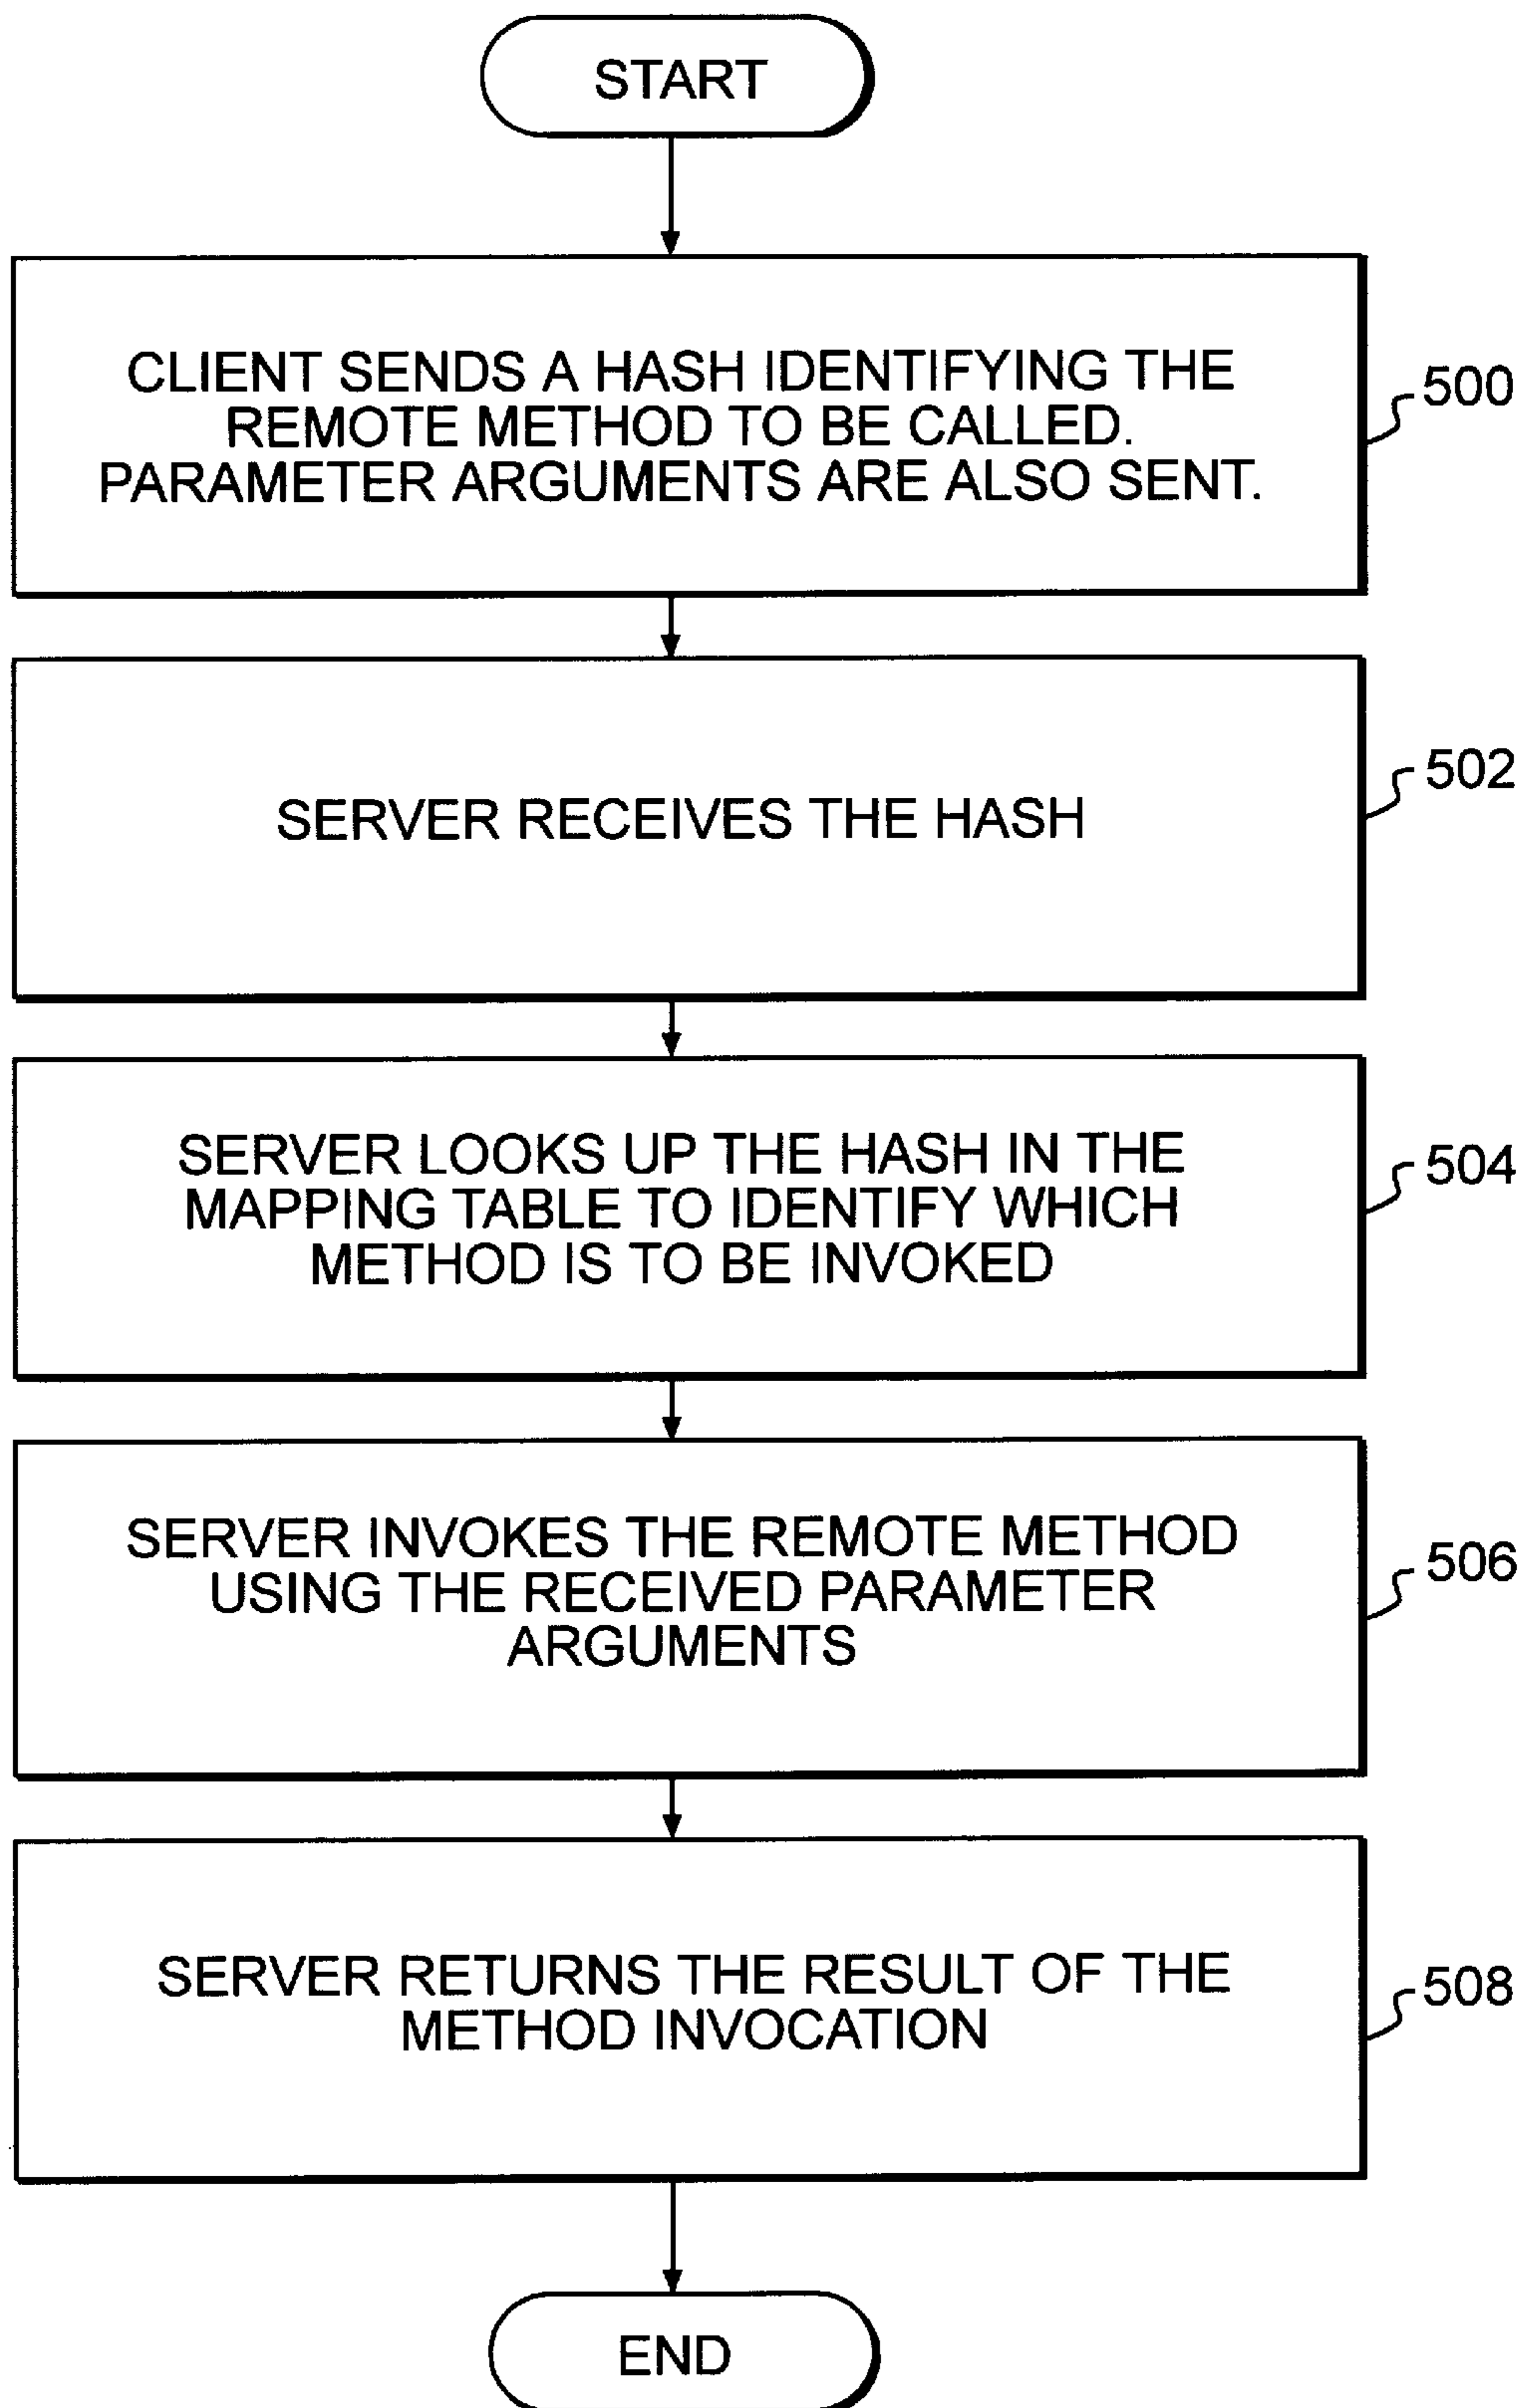 START
CLIENT SENDS A HASH IDENTIFYING THE
REMOTE METHOD TO BE CALLED.
PARAMETER ARGUMENTS ARE ALSO SENT.
500
SERVER RECEIVES THE HASH
502
SERVER LOOKS UP THE HASH IN THE
MAPPING TABLE TO IDENTIFY WHICH
METHOD IS TO BE INVOKED
504
SERVER INVOKES THE REMOTE METHOD
USING THE RECEIVED PARAMETER
ARGUMENTS
506
SERVER RETURNS THE RESULT OF THE
METHOD INVOCATION
508
END